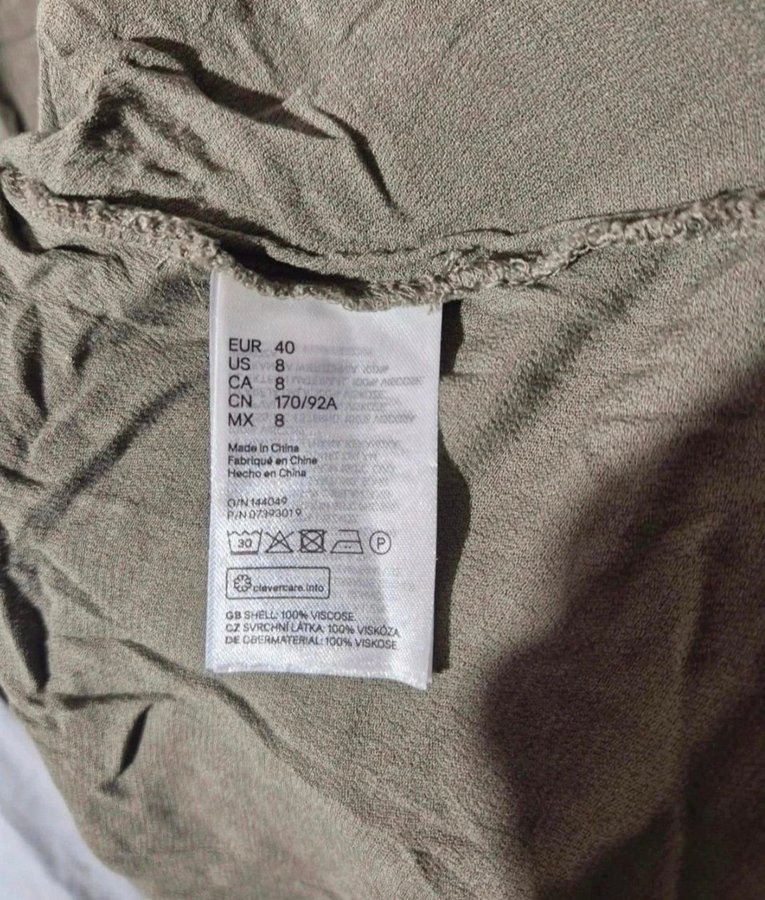 EUR 40
US 8
CA 8
CN 170/92A
MX 8
Made in China
Fabriqué en Chine
Hecho en China
O/N 144049
P/N 07393019
30 P
clevercare.info
GB SHELL: 100% VISCOSE
CZ SVRCHNÍ LÁTKA: 100% VISKÓZA
DE OBERMATERIAL: 100% VISKOSE